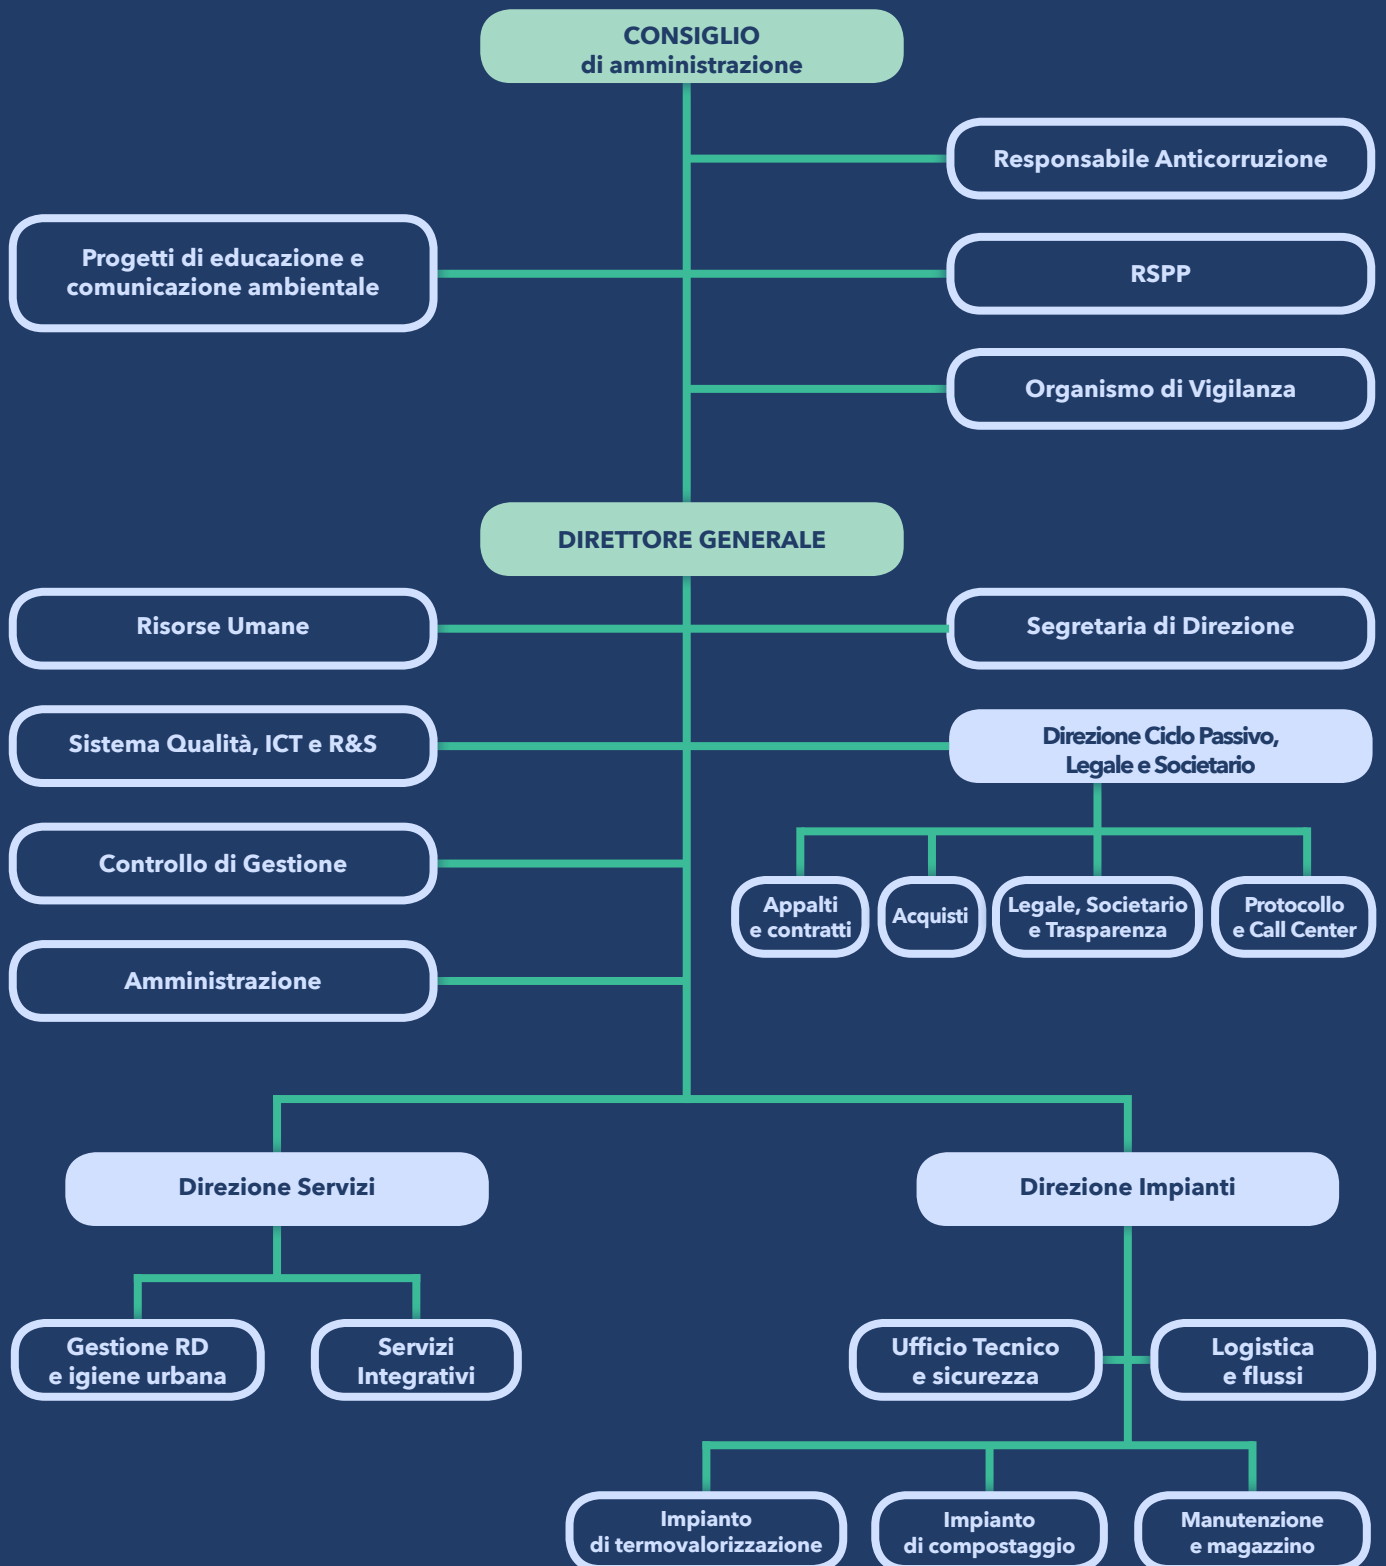 CONSIGLIO
di amministrazione
Responsabile Anticorruzione
Progetti di educazione e
comunicazione ambientale
RSPP
Organismo di Vigilanza
DIRETTORE GENERALE
Risorse Umane
Segretaria di Direzione
Sistema Qualità, ICT e R&S
Direzione Ciclo Passivo,
Legale e Societario
Controllo di Gestione
Appalti
e contratti
Acquisti
Legale, Societario
e Trasparenza
Protocollo
e Call Center
Amministrazione
Direzione Servizi
Direzione Impianti
Gestione RD
e igiene urbana
Servizi
Integrativi
Ufficio Tecnico
e sicurezza
Logistica
e flussi
Impianto
di termovalorizzazione
Impianto
di compostaggio
Manutenzione
e magazzino